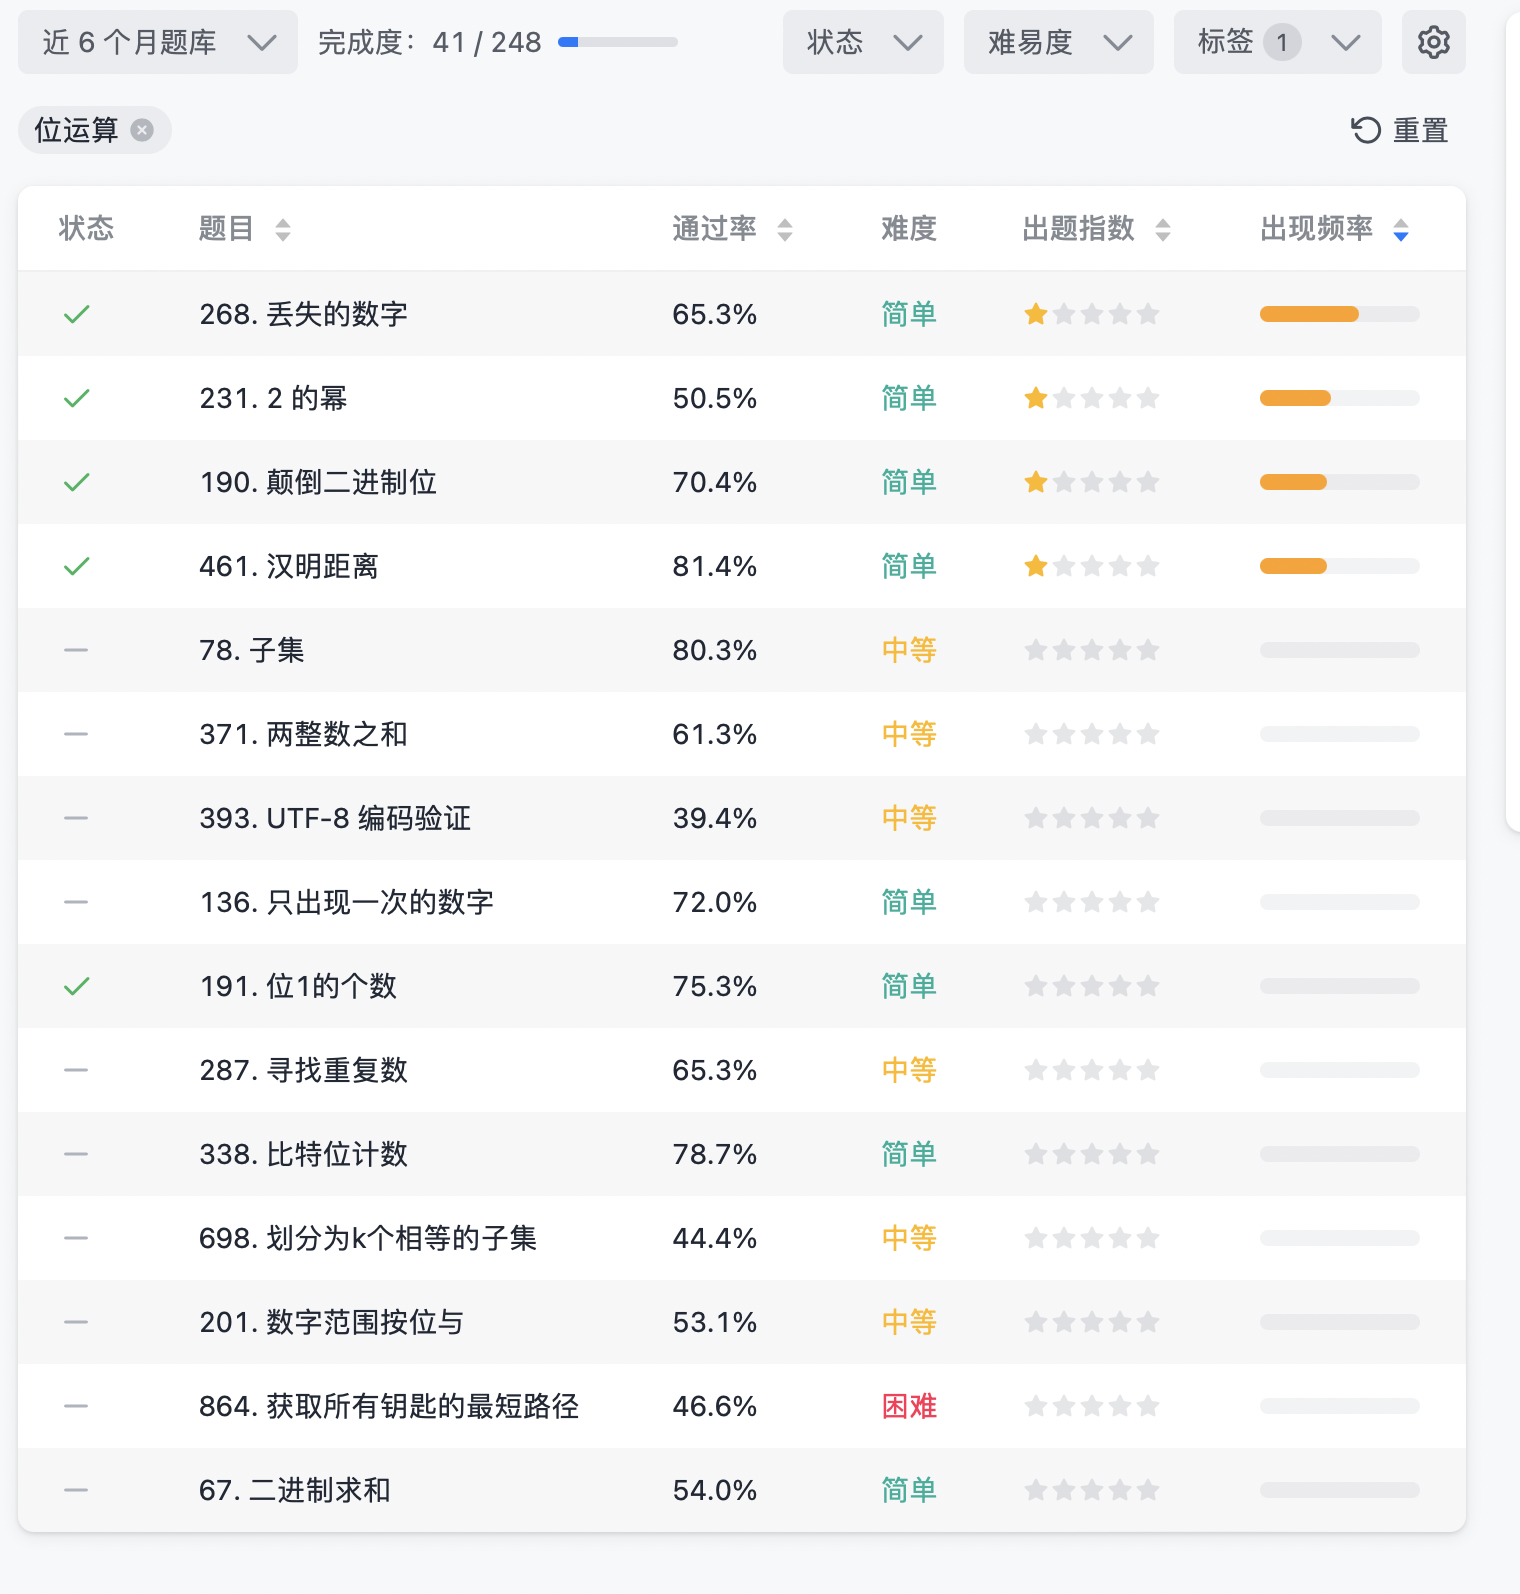 近 6 个月题库 完成度：41 / 248 状态 难易度 标签 1
位运算 重置
状态 题目 通过率 难度 出题指数 出现频率
268. 丢失的数字 65.3% 简单
231. 2 的幂 50.5% 简单
190. 颠倒二进制位 70.4% 简单
461. 汉明距离 81.4% 简单
78. 子集 80.3% 中等
371. 两整数之和 61.3% 中等
393. UTF-8 编码验证 39.4% 中等
136. 只出现一次的数字 72.0% 简单
191. 位1的个数 75.3% 简单
287. 寻找重复数 65.3% 中等
338. 比特位计数 78.7% 简单
698. 划分为k个相等的子集 44.4% 中等
201. 数字范围按位与 53.1% 中等
864. 获取所有钥匙的最短路径 46.6% 困难
67. 二进制求和 54.0% 简单